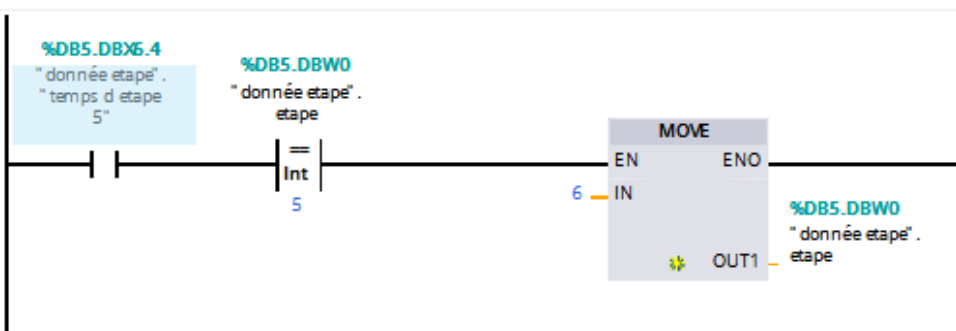 %DB5.DBX6.4
"donnée etape".
"temps d etape
5"
%DB5.DBW0
"donnée etape".
etape
==
Int
5
MOVE
EN ENO
6 IN
OUT1
%DB5.DBW0
"donnée etape".
etape